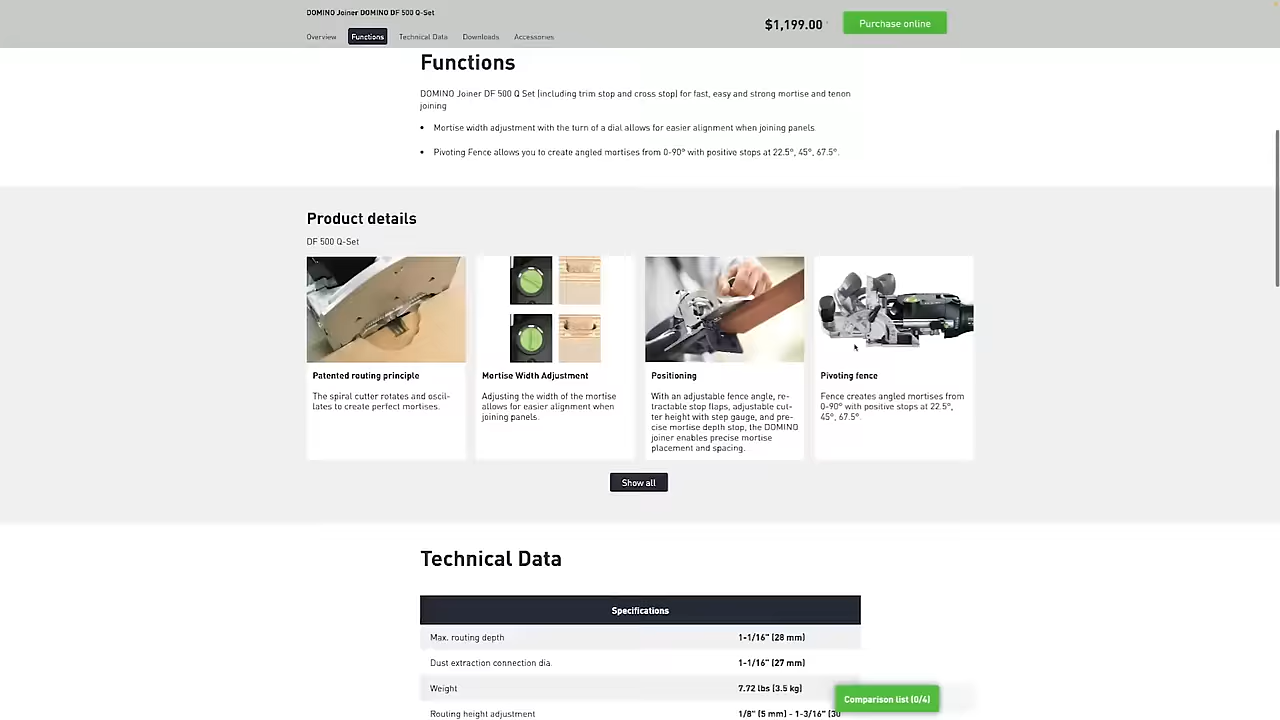 DOMINO Joiner DOMINO DF 500 Q-Set
Overview
Functions
Technical Data
Downloads
Accessories
$1,199.00 *
Purchase online
Functions
DOMINO Joiner DF 500 Q Set (including trim stop and cross stop) for fast, easy and strong mortise and tenon
joining
• Mortise width adjustment with the turn of a dial allows for easier alignment when joining panels.
• Pivoting Fence allows you to create angled mortises from 0-90° with positive stops at 22.5°, 45°, 67.5°.
Product details
DF 500 Q-Set
Patented routing principle
The spiral cutter rotates and oscil-
lates to create perfect mortises.
Mortise Width Adjustment
Adjusting the width of the mortise
allows for easier alignment when
joining panels.
Positioning
With an adjustable fence angle, re-
tractable stop flaps, adjustable cut-
ter height with step gauge, and pre-
cise mortise depth stop, the DOMINO
joiner enables precise mortise
placement and spacing.
Pivoting fence
Fence creates angled mortises from
0-90° with positive stops at 22.5°,
45°, 67.5°.
Show all
Technical Data
Specifications
Max. routing depth 1-1/16" (28 mm)
Dust extraction connection dia. 1-1/16" (27 mm)
Weight 7.72 lbs (3.5 kg)
Routing height adjustment 1/8" (5 mm) - 1-3/16" (30
Comparison list (0/4)